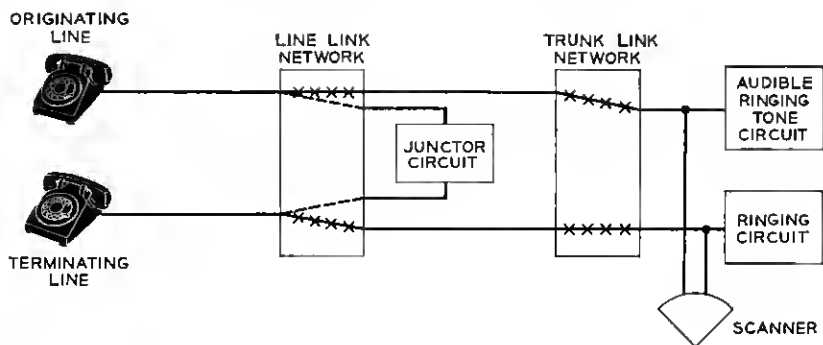 ORIGINATING
LINE
LINE LINK
NETWORK
TRUNK LINK
NETWORK
AUDIBLE
RINGING
TONE
CIRCUIT
JUNCTOR
CIRCUIT
TERMINATING
LINE
RINGING
CIRCUIT
SCANNER